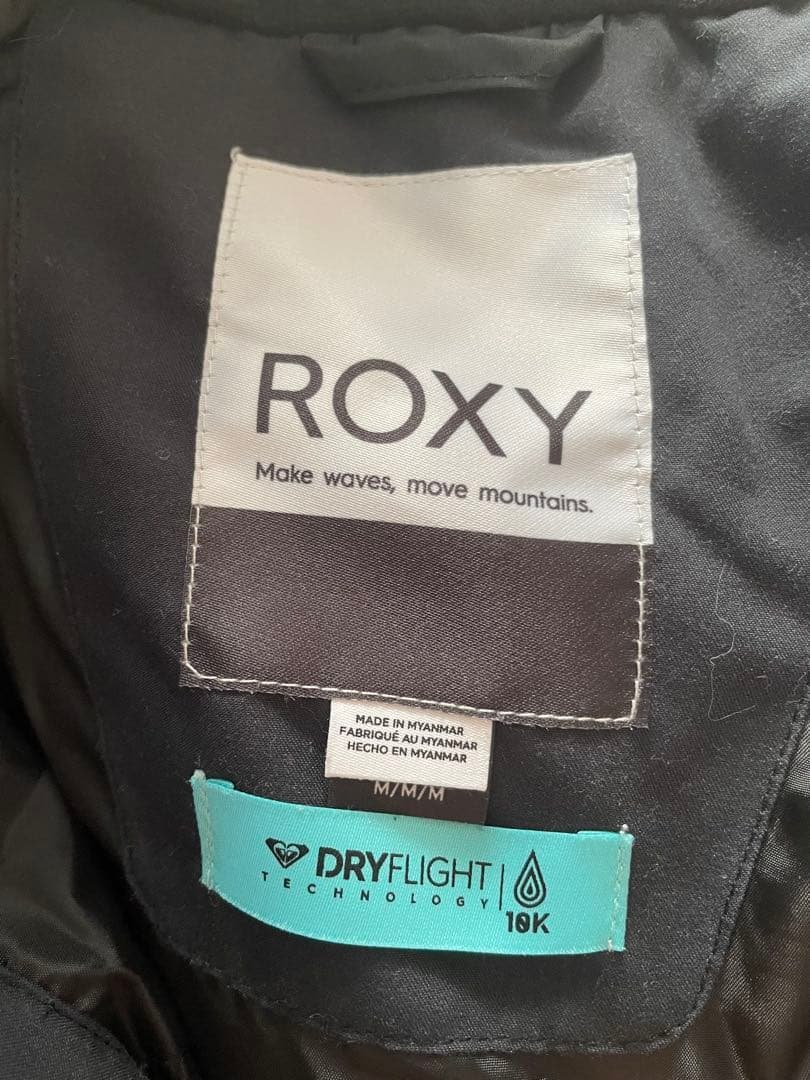 ROXY
Make waves, move mountains.
MADE IN MYANMAR
FABRIQUÉ AU MYANMAR
HECHO EN MYANMAR
M/M/M
DRYFLIGHT
TECHNOLOGY
10K